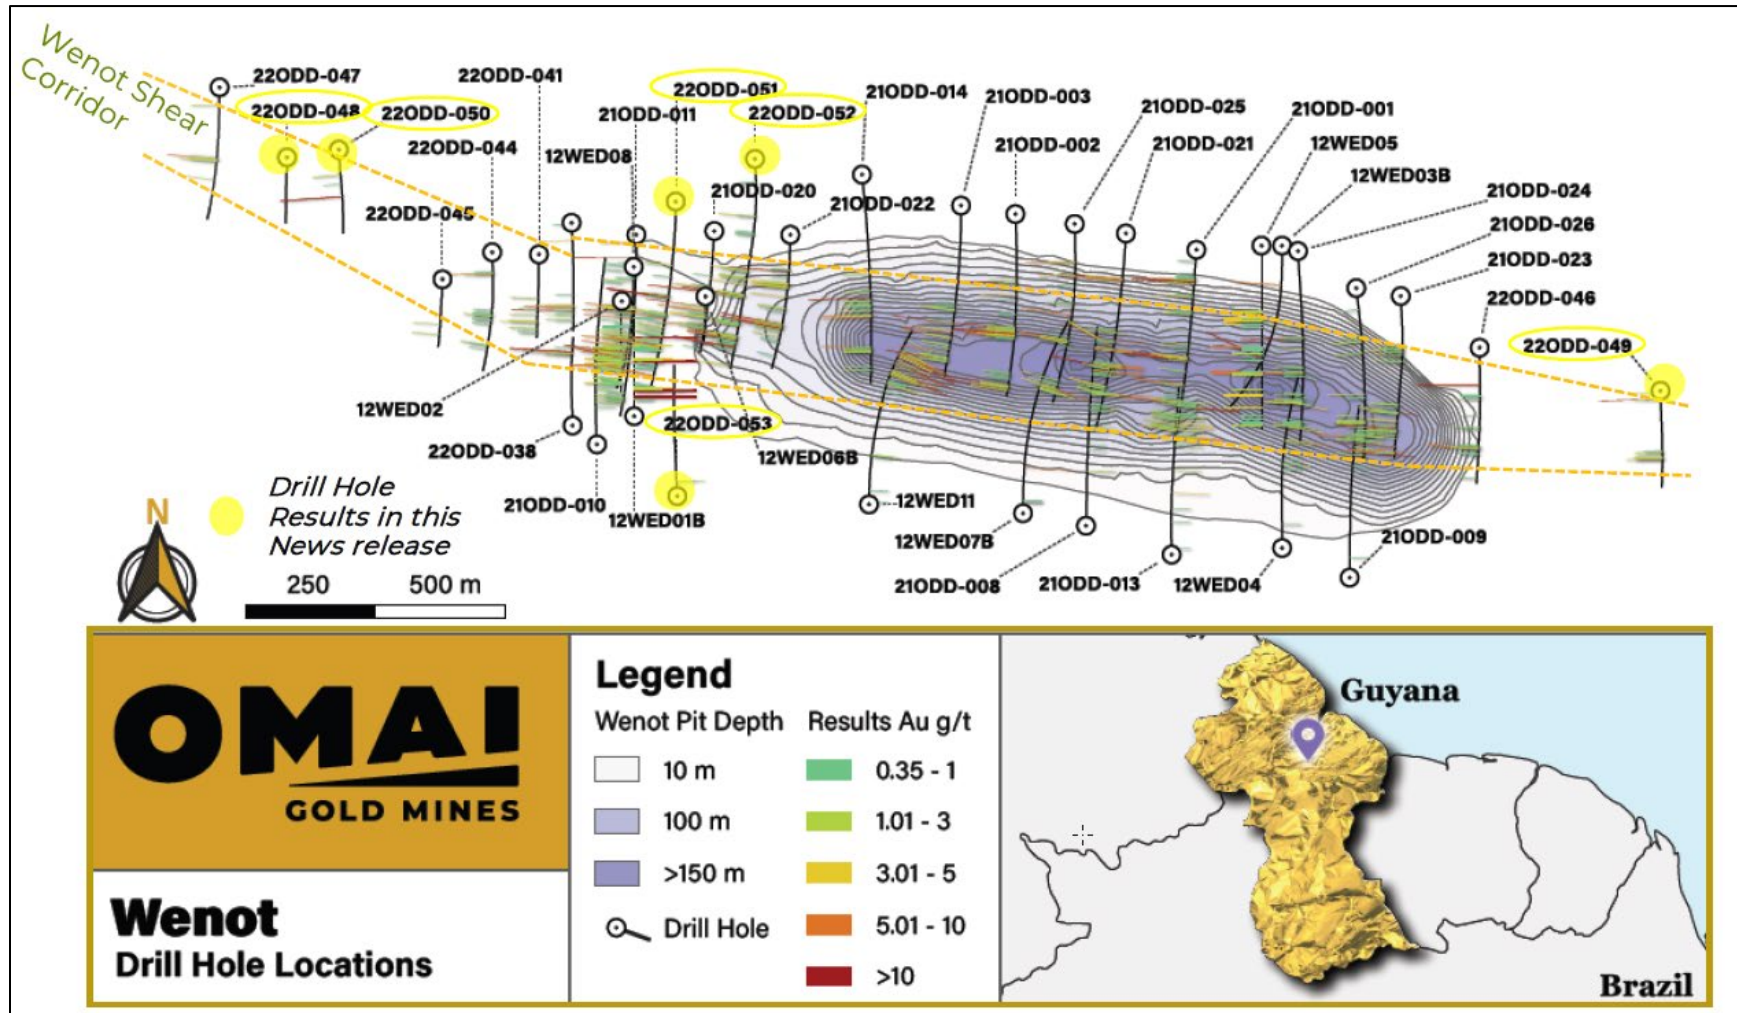 Wenot Shear
Corridor
22ODD-047
22ODD-041
22ODD-051
21ODD-014
21ODD-003
21ODD-025
21ODD-001
22ODD-048
22ODD-050
21ODD-011
22ODD-052
22ODD-044
12WED08
21ODD-002
21ODD-021
12WED05
12WED03B
22ODD-045
21ODD-020
21ODD-022
21ODD-024
21ODD-026
21ODD-023
22ODD-046
22ODD-049
12WED02
22ODD-053
22ODD-038
12WED06B
21ODD-010
12WED01B
12WED11
12WED07B
21ODD-008
21ODD-013
12WED04
21ODD-009
N
Drill Hole
Results in this
News release
250
500 m
OMAI
GOLD MINES
Wenot
Drill Hole Locations
Legend
Wenot Pit Depth
10 m
100 m
>150 m
Drill Hole
Results Au g/t
0.35 - 1
1.01 - 3
3.01 - 5
5.01 - 10
>10
Guyana
Brazil